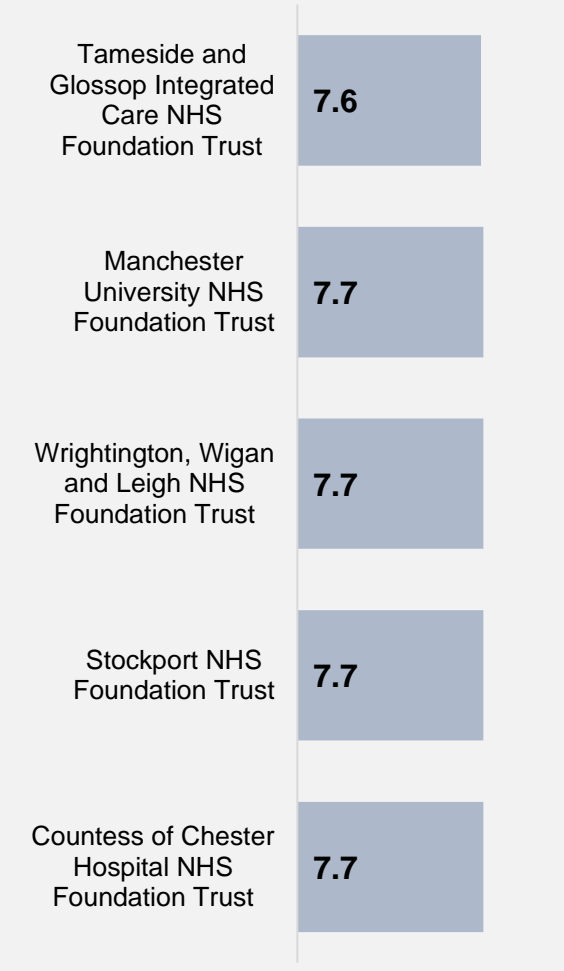 Tameside and
Glossop Integrated
Care NHS
Foundation Trust
7.6
Manchester
University NHS
Foundation Trust
7.7
Wrightington, Wigan
and Leigh NHS
Foundation Trust
7.7
Stockport NHS
Foundation Trust
7.7
Countess of Chester
Hospital NHS
Foundation Trust
7.7